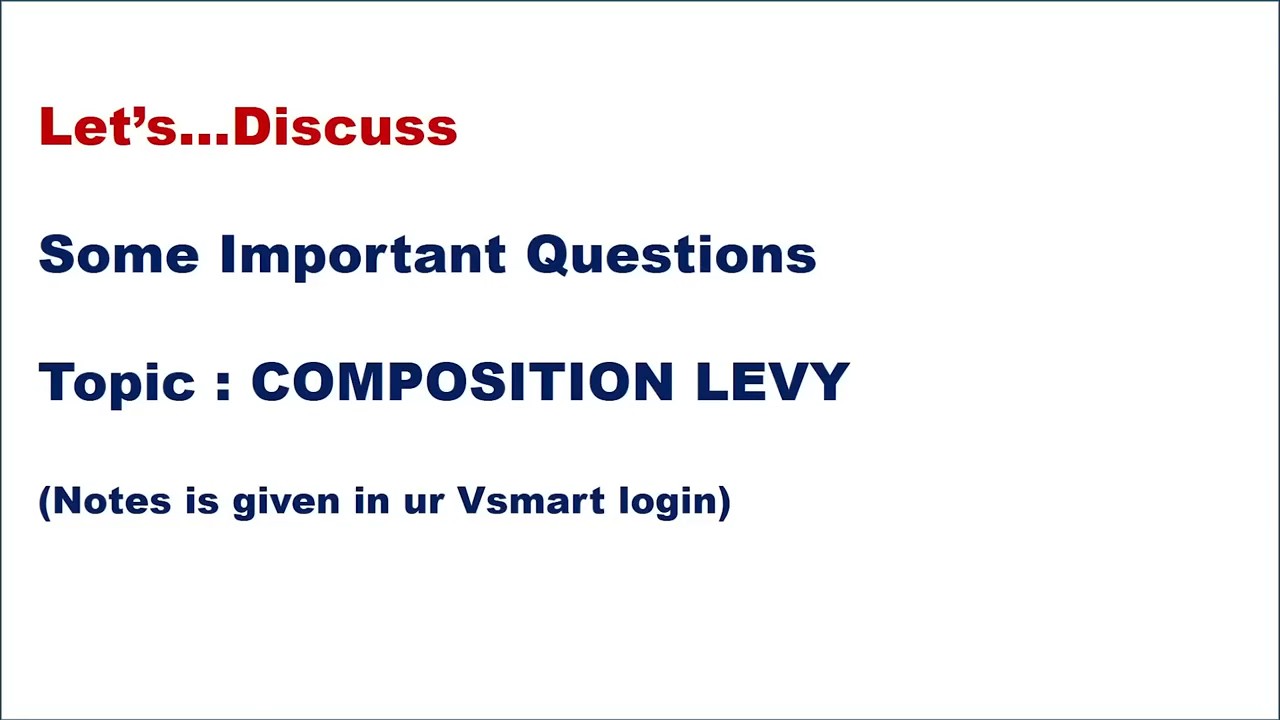 Let’s...Discuss
Some Important Questions
Topic : COMPOSITION LEVY
(Notes is given in ur Vsmart login)